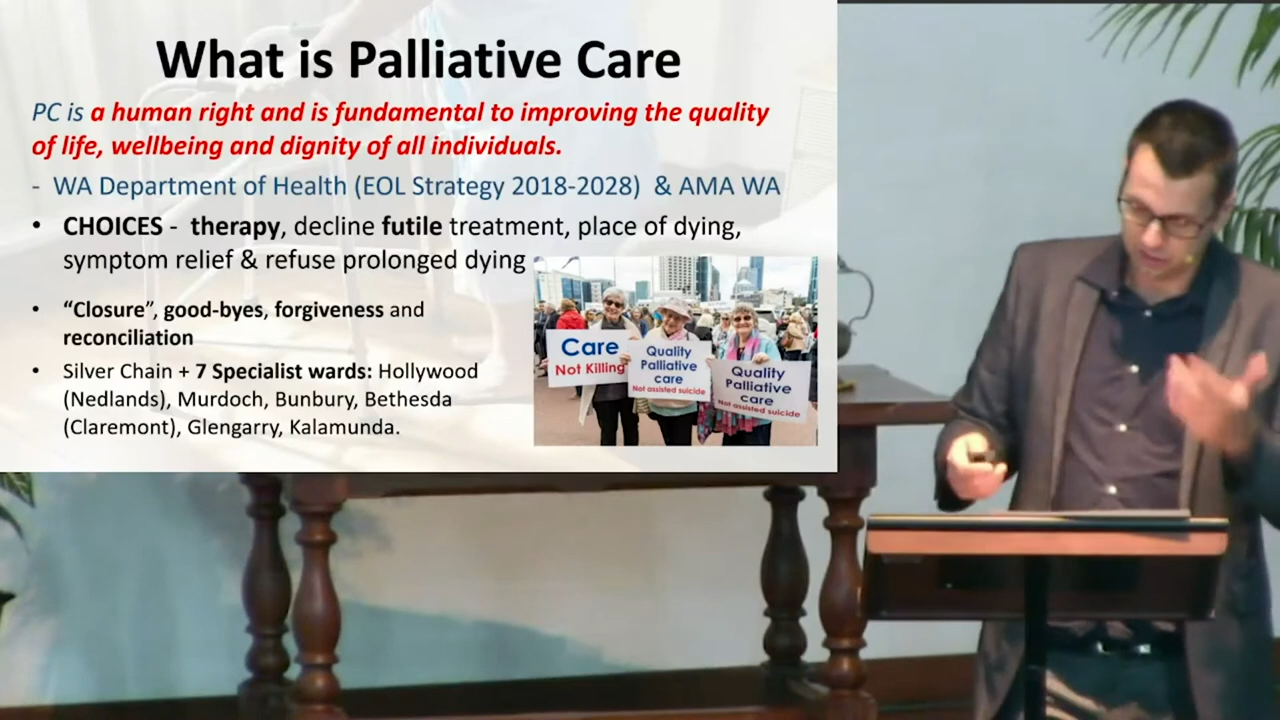 What is Palliative Care
PC is a human right and is fundamental to improving the quality
of life, wellbeing and dignity of all individuals.
- WA Department of Health (EOL Strategy 2018-2028) & AMA WA
• CHOICES - therapy, decline futile treatment, place of dying,
symptom relief & refuse prolonged dying
• “Closure”, good-byes, forgiveness and
reconciliation
• Silver Chain + 7 Specialist wards: Hollywood
(Nedlands), Murdoch, Bunbury, Bethesda
(Claremont), Glengarry, Kalamunda.
Care
Not Killing
Quality
Palliative
care
Not assisted suicide
Quality
Palliative
care
Not assisted suicide